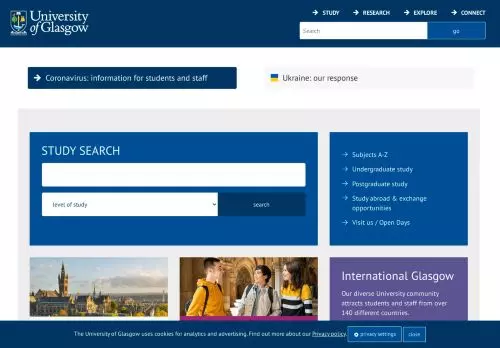 University
of Glasgow
STUDY
RESEARCH
EXPLORE
CONNECT
Search
go
Coronavirus: information for students and staff
Ukraine: our response
STUDY SEARCH
level of study
search
Subjects A-Z
Undergraduate study
Postgraduate study
Study abroad & exchange
opportunities
Visit us / Open Days
International Glasgow
Our diverse University community
attracts students and staff from over
140 different countries.
The University of Glasgow uses cookies for analytics and advertising. Find out more about our Privacy policy.
privacy settings
close